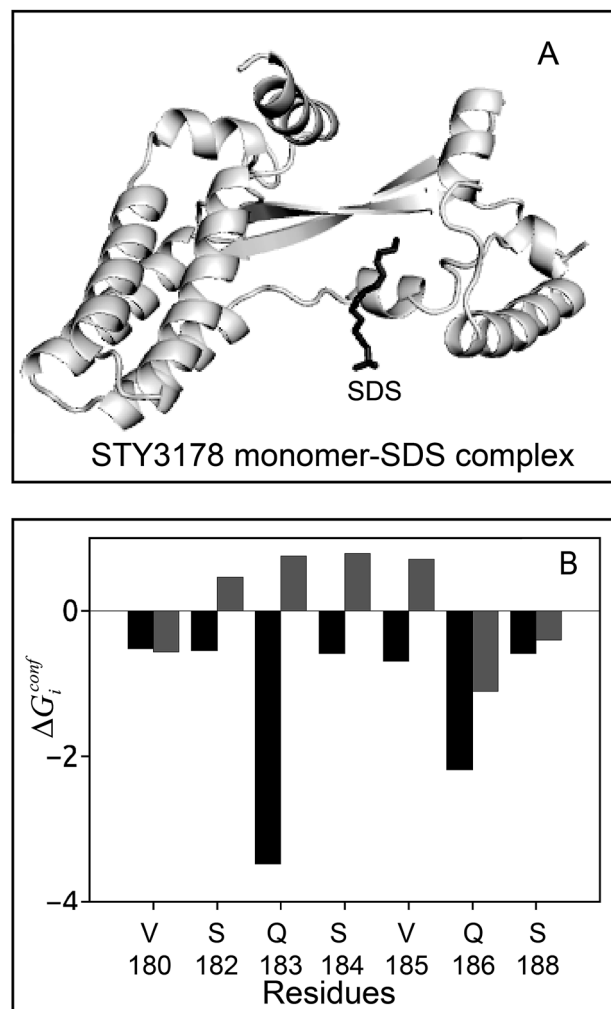 A
SDS
STY3178 monomer-SDS complex
B
ΔG_i^conf
0
−2
−4
V S Q S V Q S
180 182 183 184 185 186 188
Residues